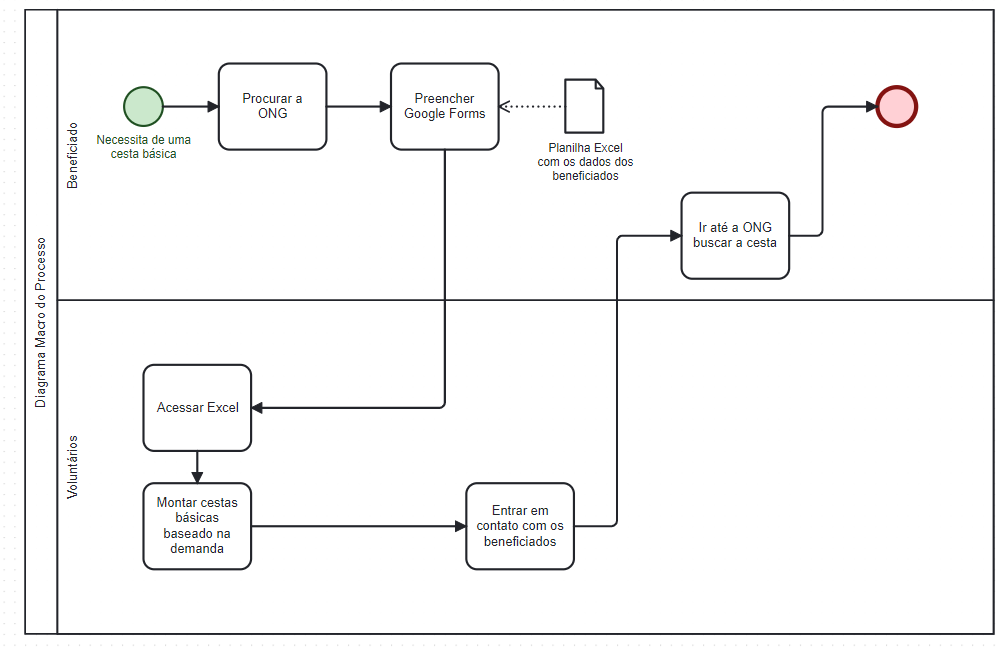 Diagrama Macro do Processo
Beneficiado
Necessita de uma
cesta básica
Procurar a
ONG
Preencher
Google Forms
Planilha Excel
com os dados dos
beneficiados
Ir até a ONG
buscar a cesta
Voluntários
Acessar Excel
Montar cestas
básicas
baseado na
demanda
Entrar em
contato com os
beneficiados